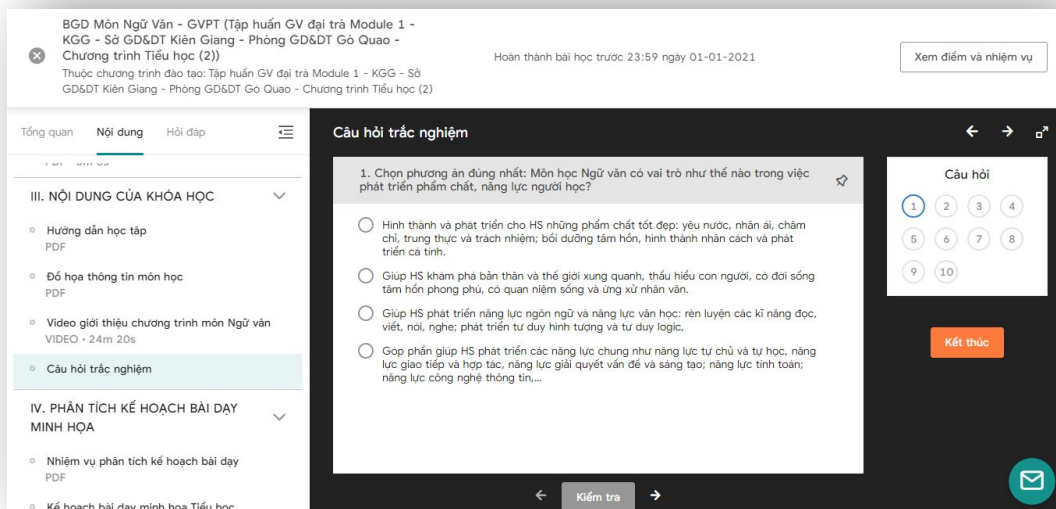 BGD Môn Ngữ Văn - GVPT (Tập huấn GV đại trà Module 1 -
KGG - Sở GD&ĐT Kiên Giang - Phòng GD&ĐT Gò Quao -
Chương trình Tiểu học (2))
Thuộc chương trình đào tạo: Tập huấn GV đại trà Module 1 - KGG - Sở
GD&ĐT Kiên Giang - Phòng GD&ĐT Gò Quao - Chương trình Tiểu học (2)
Hoàn thành bài học trước 23:59 ngày 01-01-2021
Xem điểm và nhiệm vụ
Tổng quan
Nội dung
Hỏi đáp
III. NỘI DUNG CỦA KHÓA HỌC
Hướng dẫn học tập
PDF
Đồ họa thông tin môn học
PDF
Video giới thiệu chương trình môn Ngữ văn
VIDEO • 24m 20s
Câu hỏi trắc nghiệm
IV. PHÂN TÍCH KẾ HOẠCH BÀI DẠY
MINH HỌA
Nhiệm vụ phân tích kế hoạch bài dạy
PDF
Kế hoạch bài dạy minh họa Tiểu học
Câu hỏi trắc nghiệm
1. Chọn phương án đúng nhất: Môn học Ngữ văn có vai trò như thế nào trong việc
phát triển phẩm chất, năng lực người học?
Hình thành và phát triển cho HS những phẩm chất tốt đẹp: yêu nước, nhân ái, chăm
chỉ, trung thực và trách nhiệm; bồi dưỡng tâm hồn, hình thành nhân cách và phát
triển cá tính.
Giúp HS khám phá bản thân và thế giới xung quanh, thấu hiểu con người, có đời sống
tâm hồn phong phú, có quan niệm sống và ứng xử nhân văn.
Giúp HS phát triển năng lực ngôn ngữ và năng lực văn học: rèn luyện các kĩ năng đọc,
viết, nói, nghe; phát triển tư duy hình tượng và tư duy logic,
Góp phần giúp HS phát triển các năng lực chung như năng lực tự chủ và tự học, năng
lực giao tiếp và hợp tác, năng lực giải quyết vấn đề và sáng tạo; năng lực tính toán;
năng lực công nghệ thông tin,...
Kiểm tra
Câu hỏi
1 2 3 4
5 6 7 8
9 10
Kết thúc